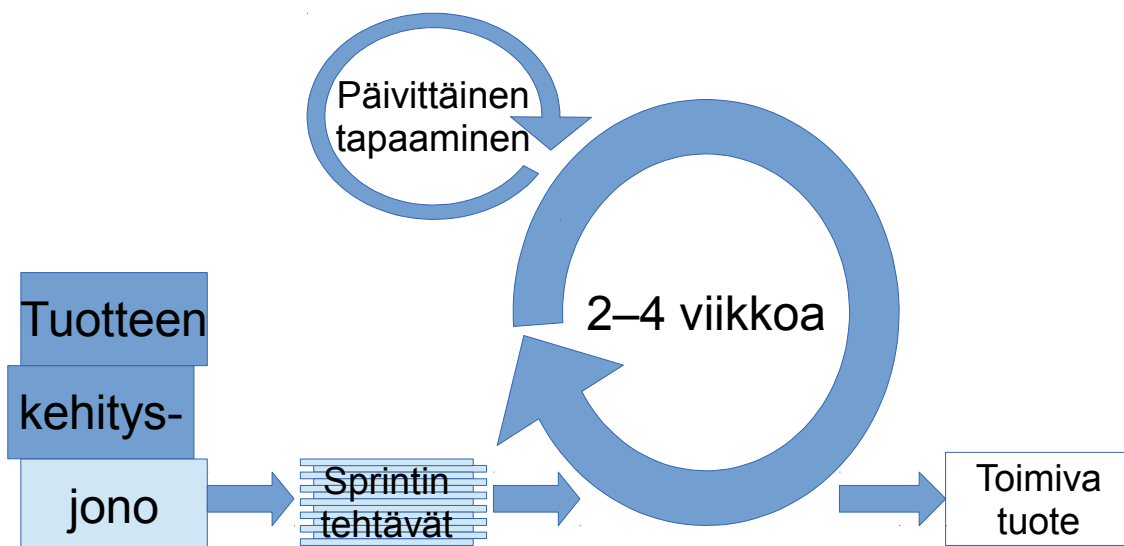 Päivittäinen
tapaaminen
2–4 viikkoa
Tuotteen
kehitys-
jono
Sprintin
tehtävät
Toimiva
tuote